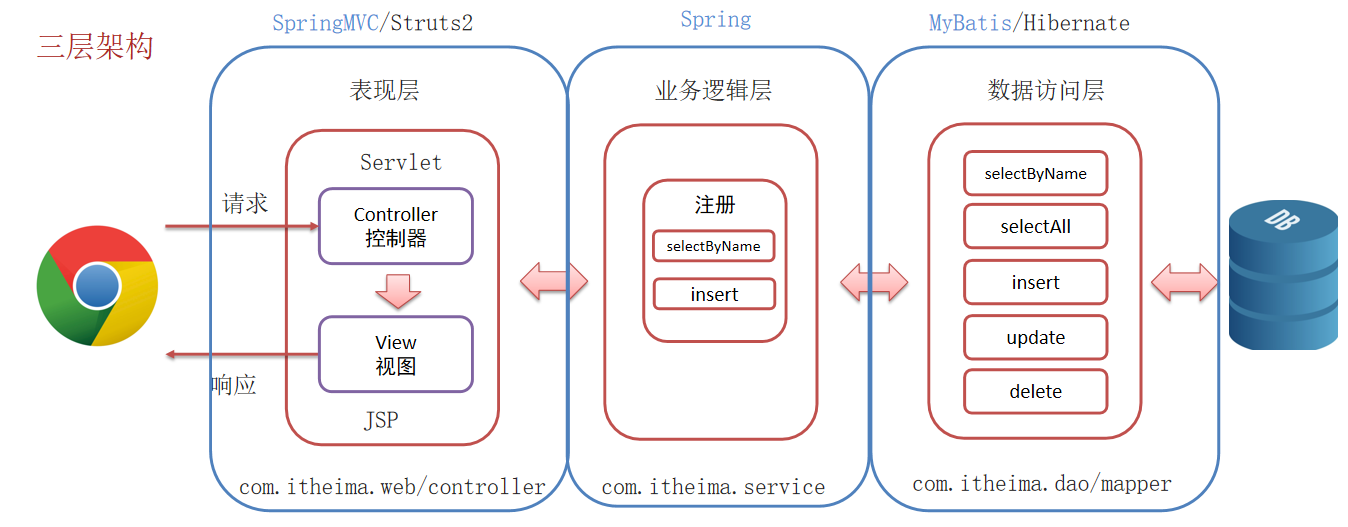 三层架构
SpringMVC/Struts2
Spring
MyBatis/Hibernate
表现层
业务逻辑层
数据访问层
Servlet
请求
Controller
控制器
View
视图
响应
JSP
注册
selectByName
insert
selectByName
selectAll
insert
update
delete
DB
com.itheima.web/controller
com.itheima.service
com.itheima.dao/mapper